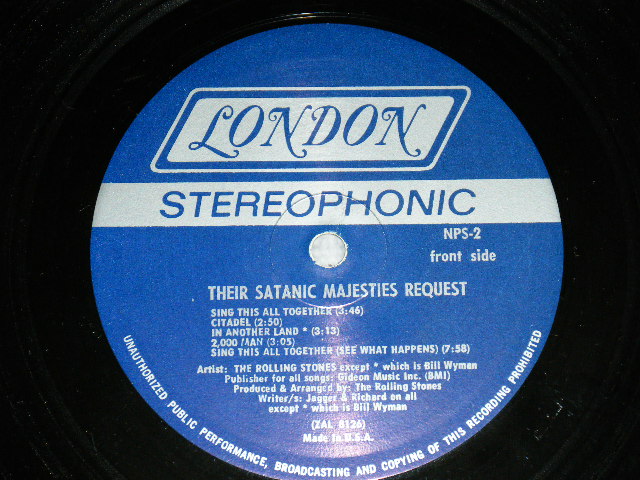 LONDON
STEREOPHONIC
NPS-2
front side
THEIR SATANIC MAJESTIES REQUEST
SING THIS ALL TOGETHER (3:46)
CITADEL (2:50)
IN ANOTHER LAND * (3:13)
2,000 MAN (3:05)
SING THIS ALL TOGETHER (SEE WHAT HAPPENS) (7:58)
Artist: THE ROLLING STONES except * which is Bill Wyman
Publisher for all songs: Gideon Music Inc. (BMI)
Produced & Arranged by: The Rolling Stones
Writer/s: Jagger & Richard on all
except * which is Bill Wyman
(ZAL 8126)
Made in U.S.A.
UNAUTHORIZED PUBLIC PERFORMANCE, BROADCASTING AND COPYING OF THIS RECORDING PROHIBITED